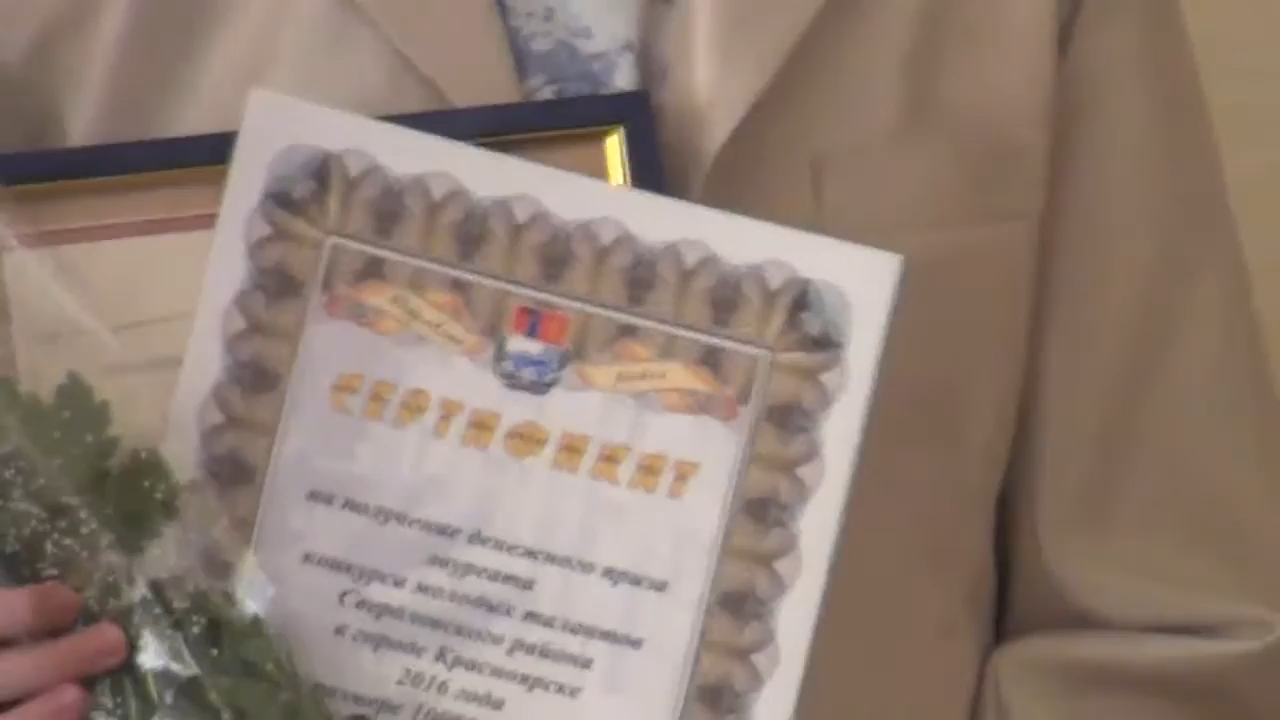 СЕРТИФИКАТ
на получение денежного приза
лауреата
конкурса молодых талантов
Свердловского района
в городе Красноярске
2016 года